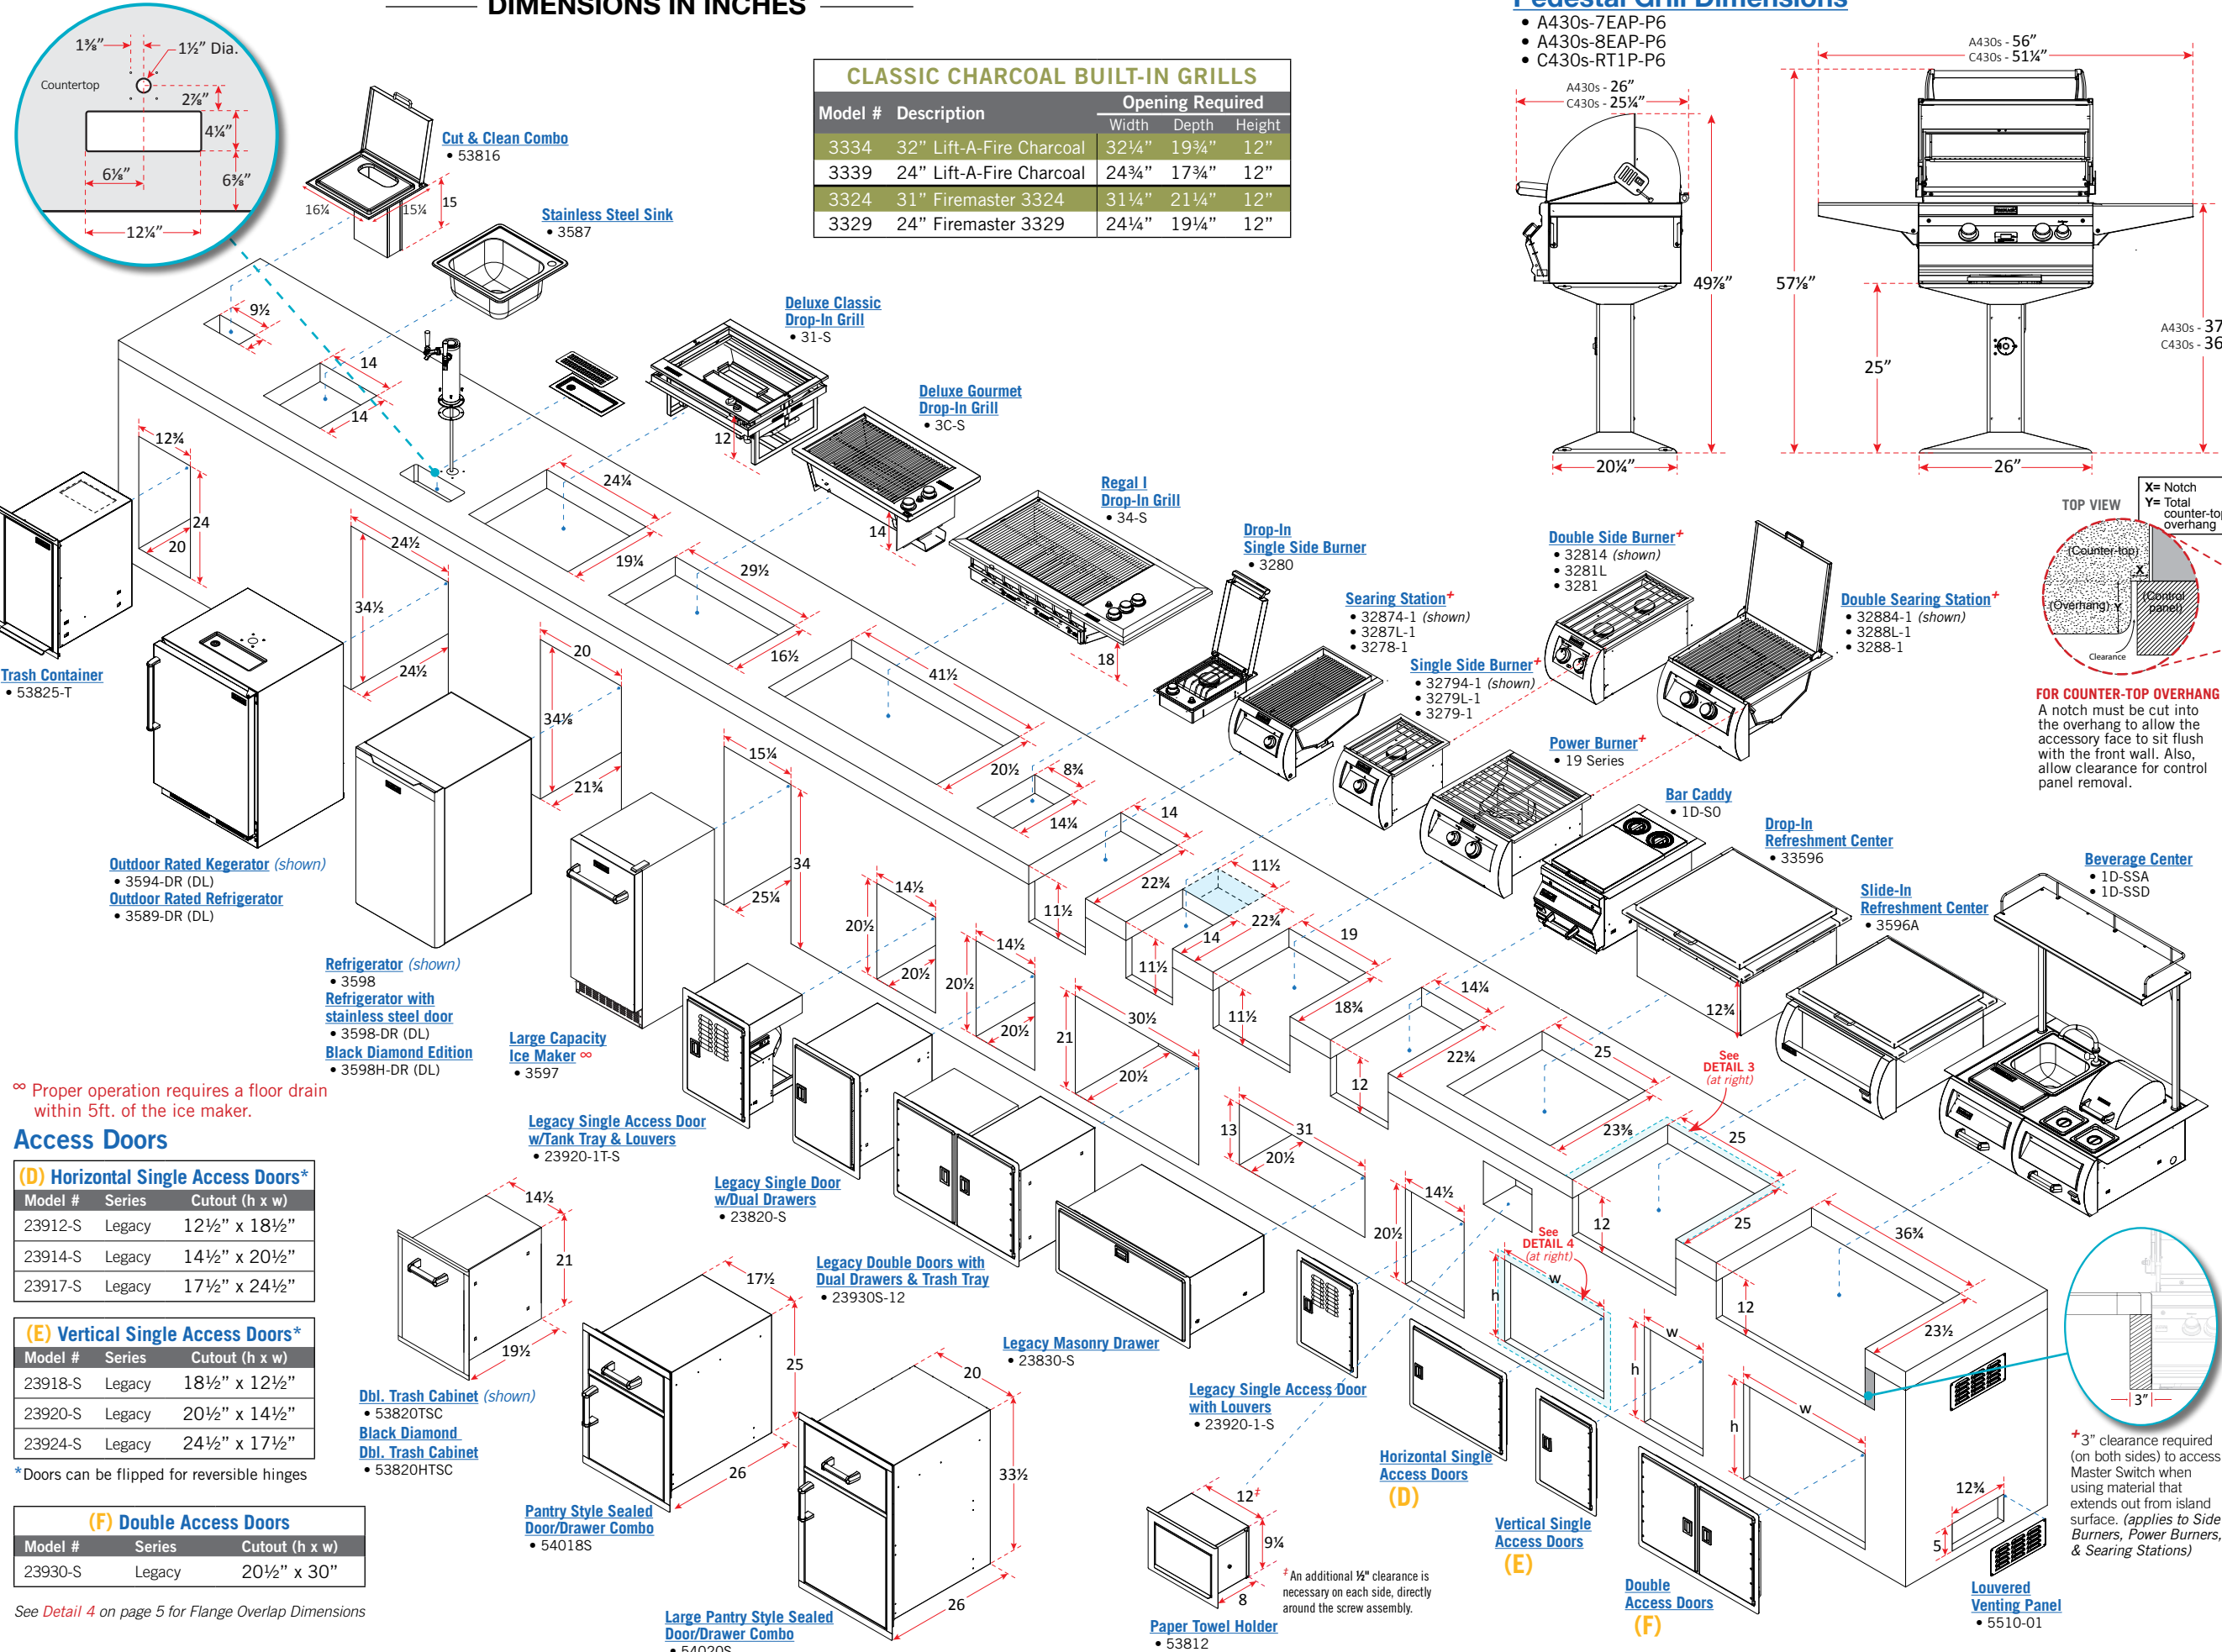 DIMENSIONS IN INCHES
Pedestal Grill Dimensions
• A430s-7EAP-P6
• A430s-8EAP-P6
• C430s-RT1P-P6
A430s - 26”
C430s - 25¼”
49⅞”
20¼”
A430s - 56”
C430s - 51¼”
57⅛”
25”
A430s - 37
C430s - 36
26”
1⅜”
1½” Dia.
Countertop
2⅞”
4¼”
6⅛”
6⅜”
12¼”
CLASSIC CHARCOAL BUILT-IN GRILLS
Model # Description Opening Required
Width Depth Height
3334 32” Lift-A-Fire Charcoal 32¼” 19¾” 12”
3339 24” Lift-A-Fire Charcoal 24¾” 17¾” 12”
3324 31” Firemaster 3324 31¼” 21¼” 12”
3329 24” Firemaster 3329 24¼” 19¼” 12”
Cut & Clean Combo
• 53816
16¼
15¼
15
Stainless Steel Sink
• 3587
Deluxe Classic
Drop-In Grill
• 31-S
12
Deluxe Gourmet
Drop-In Grill
• 3C-S
14
Regal I
Drop-In Grill
• 34-S
18
Drop-In
Single Side Burner
• 3280
Searing Station+
• 32874-1 (shown)
• 3287L-1
• 3278-1
Single Side Burner+
• 32794-1 (shown)
• 3279L-1
• 3279-1
Double Side Burner+
• 32814 (shown)
• 3281L
• 3281
Power Burner+
• 19 Series
Double Searing Station+
• 32884-1 (shown)
• 3288L-1
• 3288-1
TOP VIEW
X= Notch
Y= Total
counter-top
overhang
(Counter-top)
X
(Overhang)
Y
(Control
panel)
Clearance
FOR COUNTER-TOP OVERHANG
A notch must be cut into
the overhang to allow the
accessory face to sit flush
with the front wall. Also,
allow clearance for control
panel removal.
Bar Caddy
• 1D-S0
Drop-In
Refreshment Center
• 33596
12¾
Slide-In
Refreshment Center
• 3596A
Beverage Center
• 1D-SSA
• 1D-SSD
9½
14
14
24¼
19¼
29½
16½
41½
20½
8¾
14¼
14
22¾
11½
11½
22¾
14
11½
19
18¾
11½
14¼
22¾
12
25
23⅜
See
DETAIL 3
(at right)
25
25
12
36¾
23½
12
12¾
24
20
24½
34½
24½
20
34⅛
21¾
15¼
34
25¼
14½
20½
20½
14½
20½
20½
30½
21
20½
31
13
20½
14½
20½
See
DETAIL 4
(at right)
w
h
w
h
w
h
12¾
5
Trash Container
• 53825-T
Outdoor Rated Kegerator (shown)
• 3594-DR (DL)
Outdoor Rated Refrigerator
• 3589-DR (DL)
Refrigerator (shown)
• 3598
Refrigerator with
stainless steel door
• 3598-DR (DL)
Black Diamond Edition
• 3598H-DR (DL)
Large Capacity
Ice Maker ∞
• 3597
Legacy Single Access Door
w/Tank Tray & Louvers
• 23920-1T-S
Legacy Single Door
w/Dual Drawers
• 23820-S
Legacy Double Doors with
Dual Drawers & Trash Tray
• 23930S-12
Legacy Masonry Drawer
• 23830-S
Legacy Single Access Door
with Louvers
• 23920-1-S
Horizontal Single
Access Doors
(D)
Vertical Single
Access Doors
(E)
Double
Access Doors
(F)
Louvered
Venting Panel
• 5510-01
3”
+3” clearance required
(on both sides) to access
Master Switch when
using material that
extends out from island
surface. (applies to Side
Burners, Power Burners,
& Searing Stations)
∞ Proper operation requires a floor drain
within 5ft. of the ice maker.
Access Doors
(D) Horizontal Single Access Doors*
Model # Series Cutout (h x w)
23912-S Legacy 12½” x 18½”
23914-S Legacy 14½” x 20½”
23917-S Legacy 17½” x 24½”
(E) Vertical Single Access Doors*
Model # Series Cutout (h x w)
23918-S Legacy 18½” x 12½”
23920-S Legacy 20½” x 14½”
23924-S Legacy 24½” x 17½”
*Doors can be flipped for reversible hinges
(F) Double Access Doors
Model # Series Cutout (h x w)
23930-S Legacy 20½” x 30”
See Detail 4 on page 5 for Flange Overlap Dimensions
14½
21
19½
Dbl. Trash Cabinet (shown)
• 53820TSC
Black Diamond
Dbl. Trash Cabinet
• 53820HTSC
17½
25
26
Pantry Style Sealed
Door/Drawer Combo
• 54018S
20
33½
26
Large Pantry Style Sealed
Door/Drawer Combo
• 54020S
12‡
9¼
8
Paper Towel Holder
• 53812
‡ An additional ½" clearance is
necessary on each side, directly
around the screw assembly.